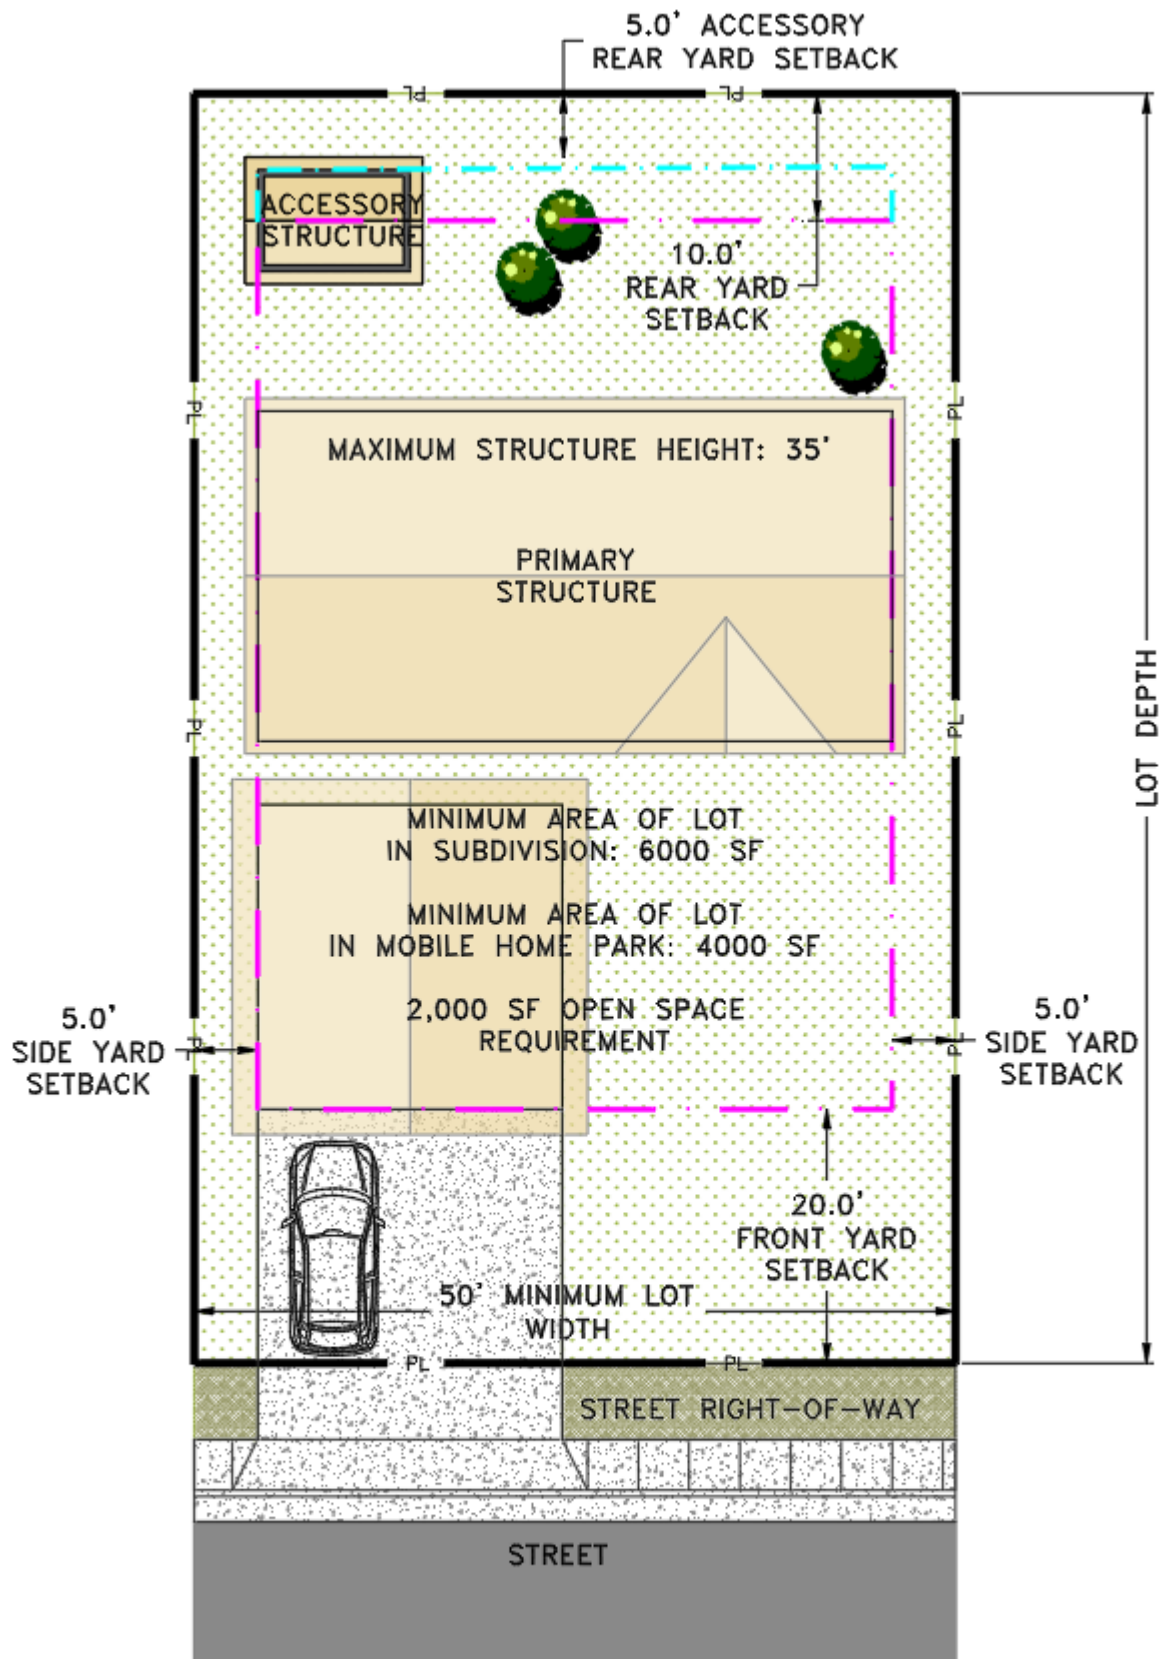 5.0' ACCESSORY
REAR YARD SETBACK
PL
PL
ACCESSORY
STRUCTURE
10.0'
REAR YARD
SETBACK
PL
PL
MAXIMUM STRUCTURE HEIGHT: 35'
PRIMARY
STRUCTURE
PL
PL
LOT DEPTH
MINIMUM AREA OF LOT
IN SUBDIVISION: 6000 SF
MINIMUM AREA OF LOT
IN MOBILE HOME PARK: 4000 SF
2,000 SF OPEN SPACE
REQUIREMENT
5.0'
SIDE YARD
SETBACK
PL
PL
5.0'
SIDE YARD
SETBACK
20.0'
FRONT YARD
SETBACK
50' MINIMUM LOT
WIDTH
PL
PL
STREET RIGHT-OF-WAY
STREET